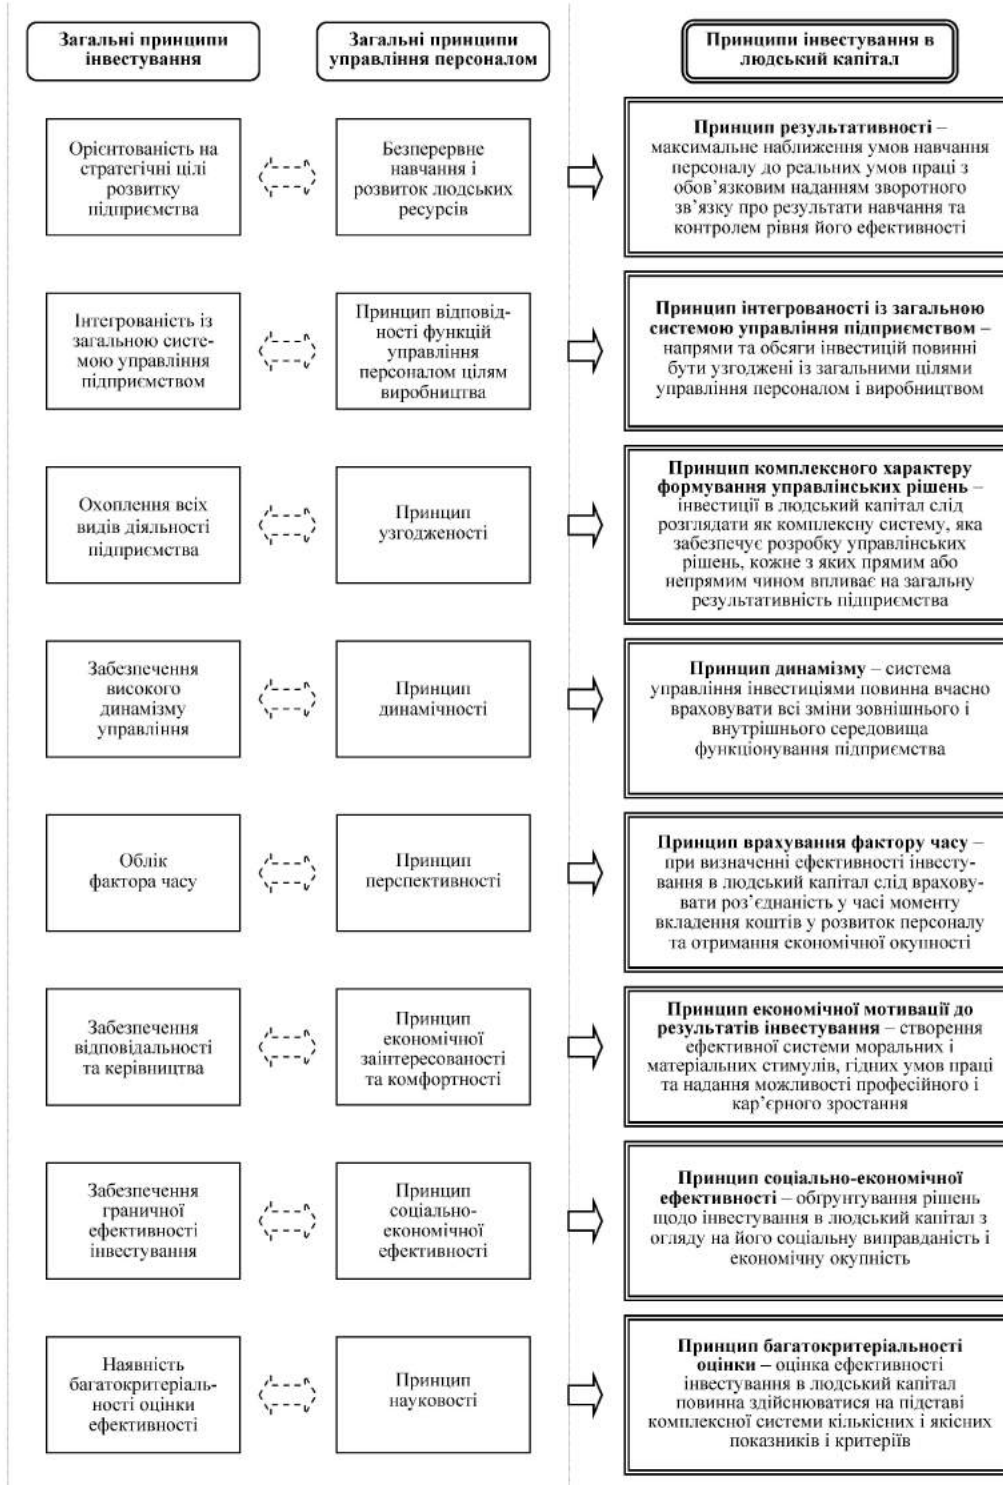 Загальні принципи
інвестування
Загальні принципи
управління персоналом
Принципи інвестування в
людський капітал
Орієнтованість на
стратегічні цілі
розвитку
підприємства
Безперервне
навчання і
розвиток людських
ресурсів
Принцип результативності –
максимальне наближення умов навчання
персоналу до реальних умов праці з
обов’язковим наданням зворотного
зв’язку про результати навчання та
контролем рівня його ефективності
Інтегрованість із
загальною систе-
мою управління
підприємством
Принцип відповід-
ності функцій
управління
персоналом цілям
виробництва
Принцип інтегрованості із загальною
системою управління підприємством –
напрями та обсяги інвестицій повинні
бути узгоджені із загальними цілями
управління персоналом і виробництвом
Охоплення всіх
видів діяльності
підприємства
Принцип
узгодженості
Принцип комплексного характеру
формування управлінських рішень –
інвестиції в людський капітал слід
розглядати як комплексну систему, яка
забезпечує розробку управлінських
рішень, кожне з яких прямим або
непрямим чином впливає на загальну
результативність підприємства
Забезпечення
високого
динамізму
управління
Принцип
динамічності
Принцип динамізму – система
управління інвестиціями повинна вчасно
враховувати всі зміни зовнішнього і
внутрішнього середовища
функціонування підприємства
Облік
фактора часу
Принцип
перспективності
Принцип врахування фактору часу –
при визначенні ефективності інвесту-
вання в людський капітал слід врахову-
вати роз’єднаність у часі моменту
вкладення коштів у розвиток персоналу
та отримання економічної окупності
Забезпечення
відповідальності
та керівництва
Принцип
економічної
заінтересованості
та комфортності
Принцип економічної мотивації до
результатів інвестування – створення
ефективної системи моральних і
матеріальних стимулів, гідних умов праці
та надання можливості професійного і
кар’єрного зростання
Забезпечення
граничної
ефективності
інвестування
Принцип
соціально-
економічної
ефективності
Принцип соціально-економічної
ефективності – обґрунтування рішень
щодо інвестування в людський капітал з
огляду на його соціальну виправданість і
економічну окупність
Наявність
багатокритеріаль-
ності оцінки
ефективності
Принцип
науковості
Принцип багатокритеріальності
оцінки – оцінка ефективності
інвестування в людський капітал
повинна здійснюватися на підставі
комплексної системи кількісних і якісних
показників і критеріїв